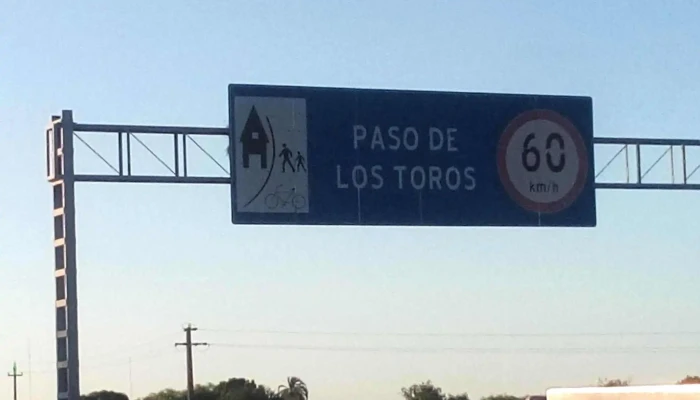 PASO DE
LOS TOROS
60
km/h